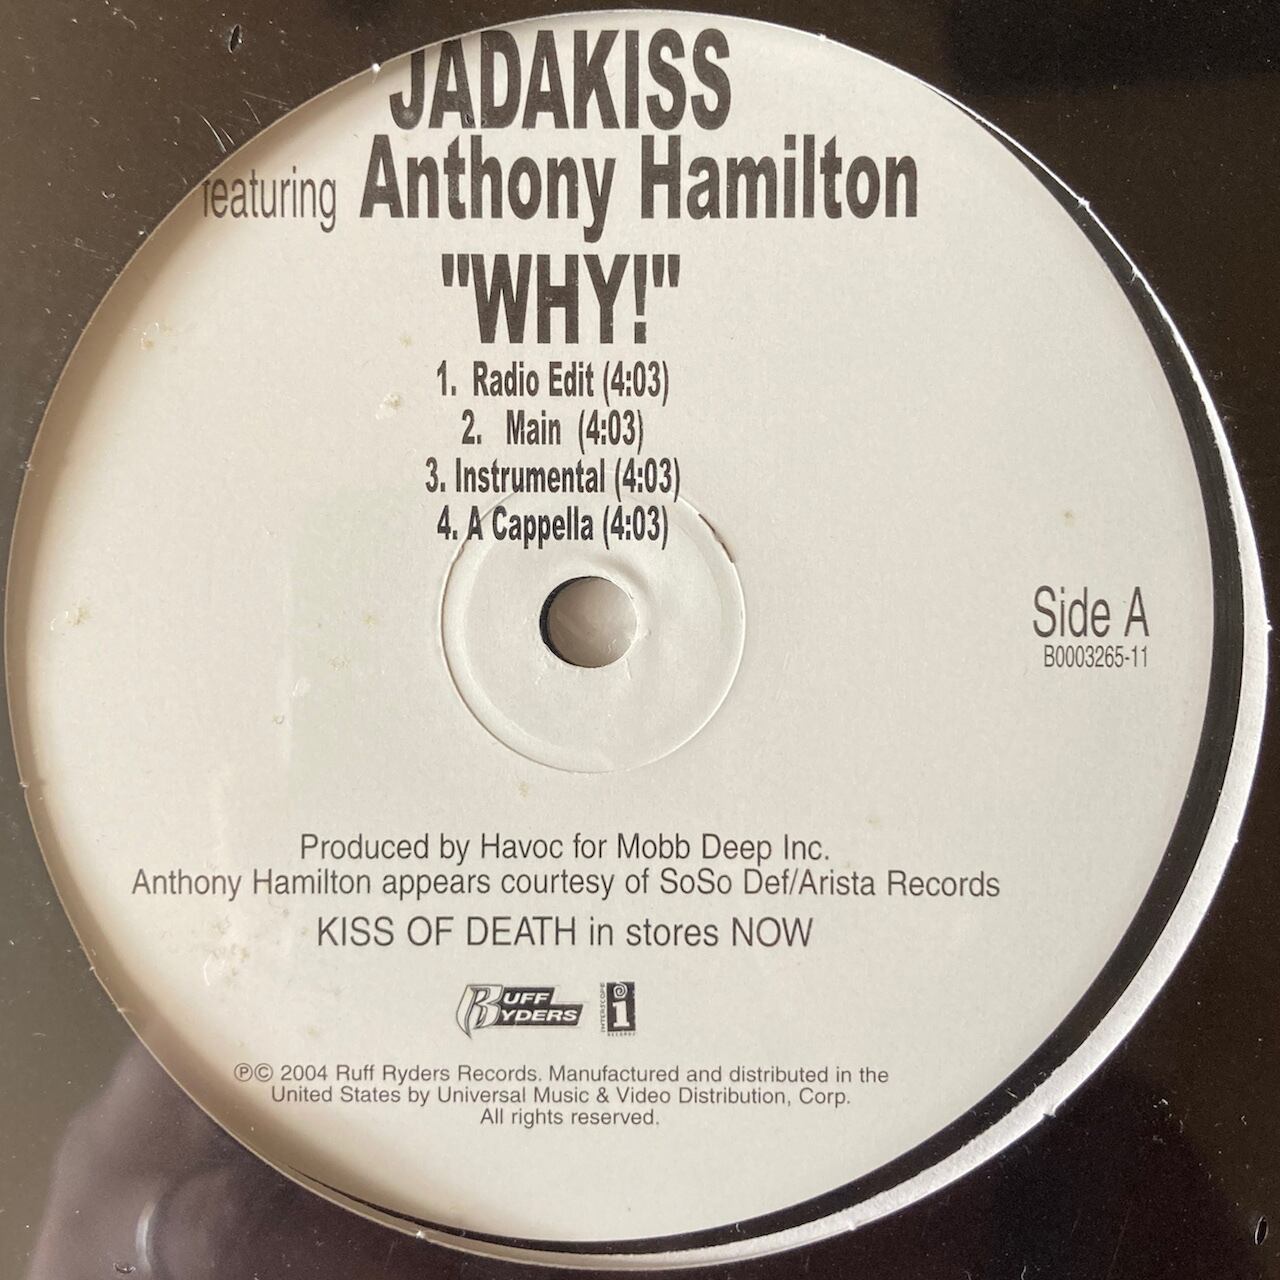 JADAKISS
featuring Anthony Hamilton
"WHY!"
1. Radio Edit (4:03)
2. Main (4:03)
3. Instrumental (4:03)
4. A Cappella (4:03)
Side A
B0003265-11
Produced by Havoc for Mobb Deep Inc.
Anthony Hamilton appears courtesy of SoSo Def/Arista Records
KISS OF DEATH in stores NOW
RUFF RYDERS
INTERSCOPE RECORDS
℗© 2004 Ruff Ryders Records. Manufactured and distributed in the
United States by Universal Music & Video Distribution, Corp.
All rights reserved.